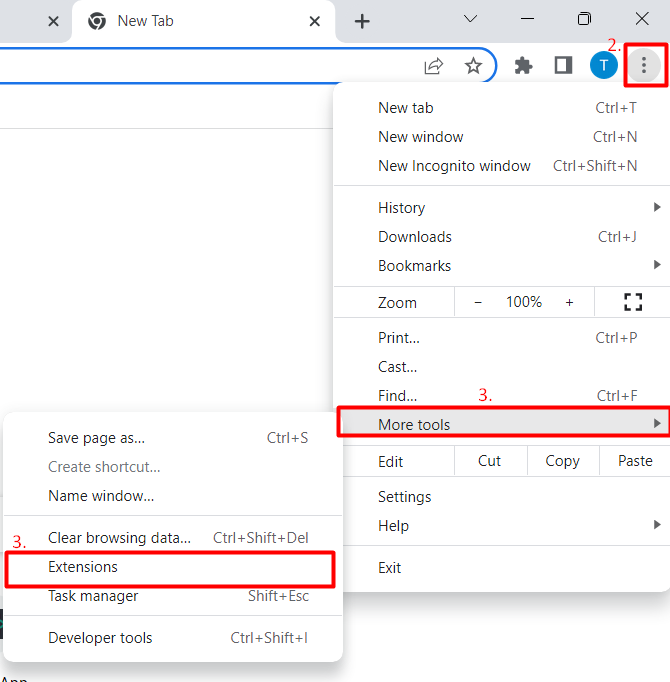 New Tab
2.
T
New tab Ctrl+T
New window Ctrl+N
New Incognito window Ctrl+Shift+N
History
Downloads Ctrl+J
Bookmarks
Zoom - 100% +
Print... Ctrl+P
Cast...
Find... Ctrl+F
3.
More tools
Edit Cut Copy Paste
Settings
Help
Exit
Save page as... Ctrl+S
Create shortcut...
Name window...
Clear browsing data... Ctrl+Shift+Del
3.
Extensions
Task manager Shift+Esc
Developer tools Ctrl+Shift+I